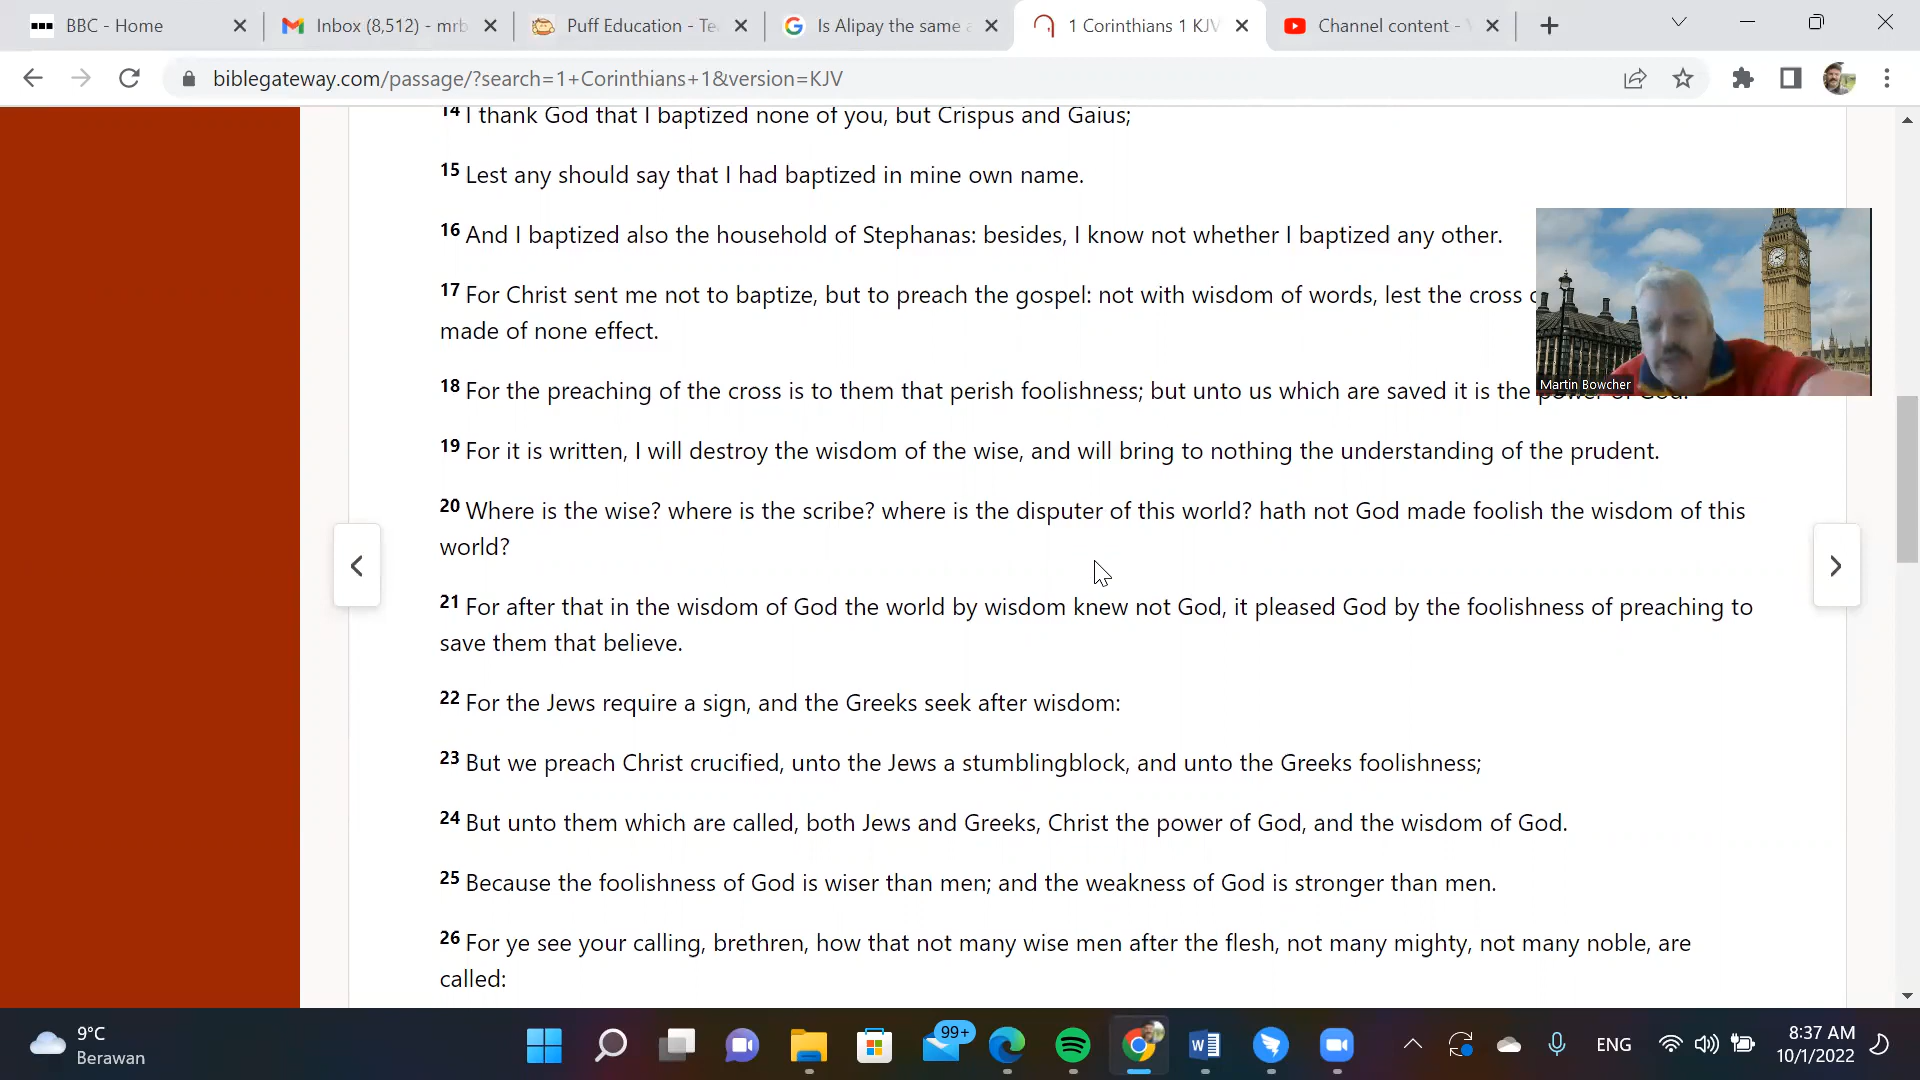 BBC - Home
Inbox (8,512) - mrb
Puff Education - Te
Is Alipay the same
1 Corinthians 1 KJV
Channel content -
biblegateway.com/passage/?search=1+Corinthians+1&version=KJV
14 I thank God that I baptized none of you, but Crispus and Gaius;
15 Lest any should say that I had baptized in mine own name.
16 And I baptized also the household of Stephanas: besides, I know not whether I baptized any other.
17 For Christ sent me not to baptize, but to preach the gospel: not with wisdom of words, lest the cross
made of none effect.
18 For the preaching of the cross is to them that perish foolishness; but unto us which are saved it is the power of God.
Martin Bowcher
19 For it is written, I will destroy the wisdom of the wise, and will bring to nothing the understanding of the prudent.
20 Where is the wise? where is the scribe? where is the disputer of this world? hath not God made foolish the wisdom of this
world?
21 For after that in the wisdom of God the world by wisdom knew not God, it pleased God by the foolishness of preaching to
save them that believe.
22 For the Jews require a sign, and the Greeks seek after wisdom:
23 But we preach Christ crucified, unto the Jews a stumblingblock, and unto the Greeks foolishness;
24 But unto them which are called, both Jews and Greeks, Christ the power of God, and the wisdom of God.
25 Because the foolishness of God is wiser than men; and the weakness of God is stronger than men.
26 For ye see your calling, brethren, how that not many wise men after the flesh, not many mighty, not many noble, are
called:
9°C
Berawan
99+
ENG
8:37 AM
10/1/2022